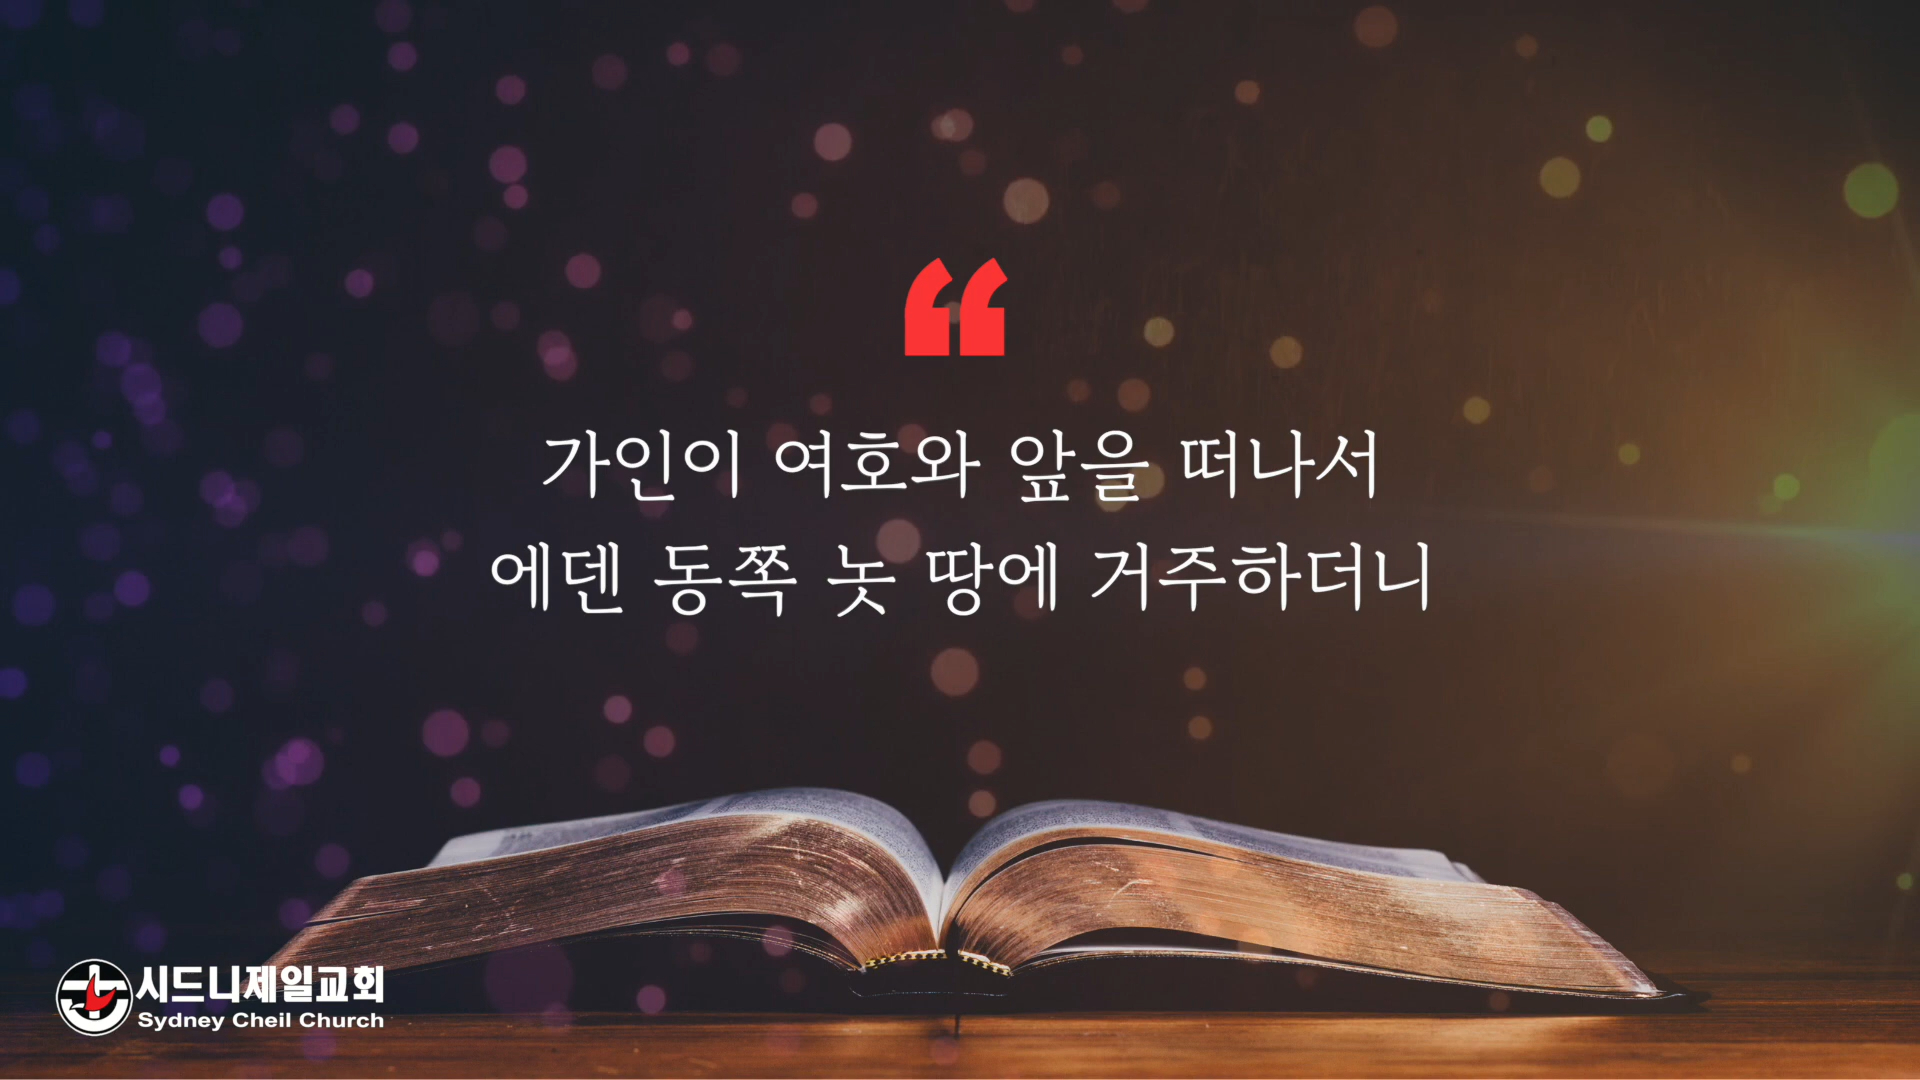 “
가인이 여호와 앞을 떠나서
에덴 동쪽 놋 땅에 거주하더니
시드니제일교회
Sydney Cheil Church